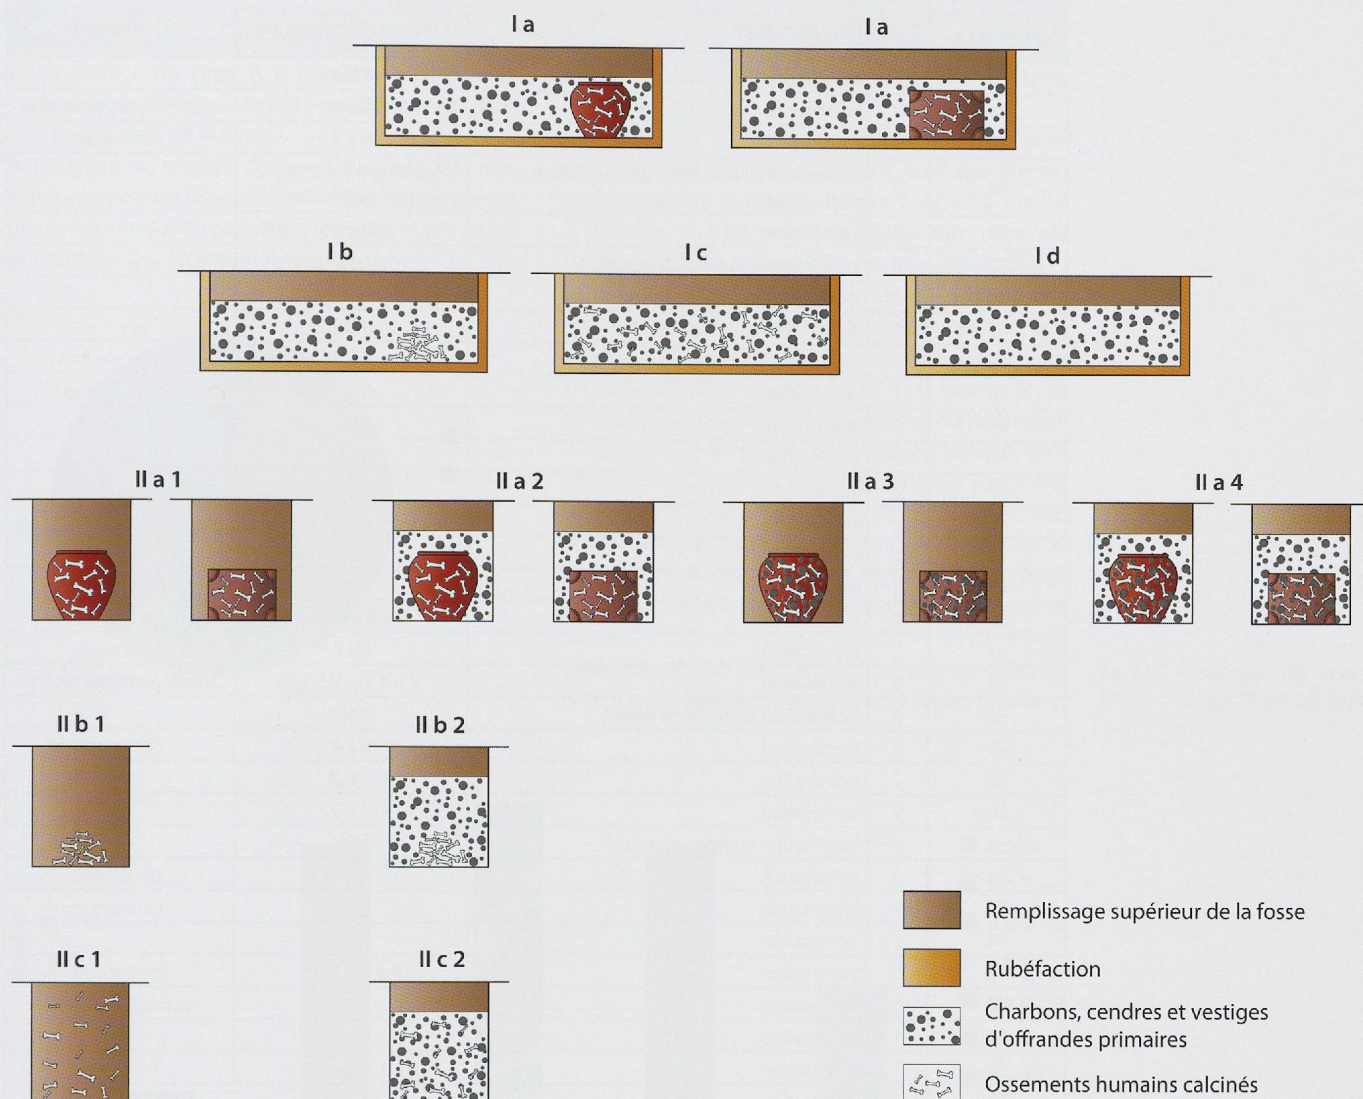 I a
I a
I b
I c
I d
II a 1
II a 2
II a 3
II a 4
II b 1
II b 2
II c 1
II c 2
Remplissage supérieur de la fosse
Rubéfaction
Charbons, cendres et vestiges
d'offrandes primaires
Ossements humains calcinés